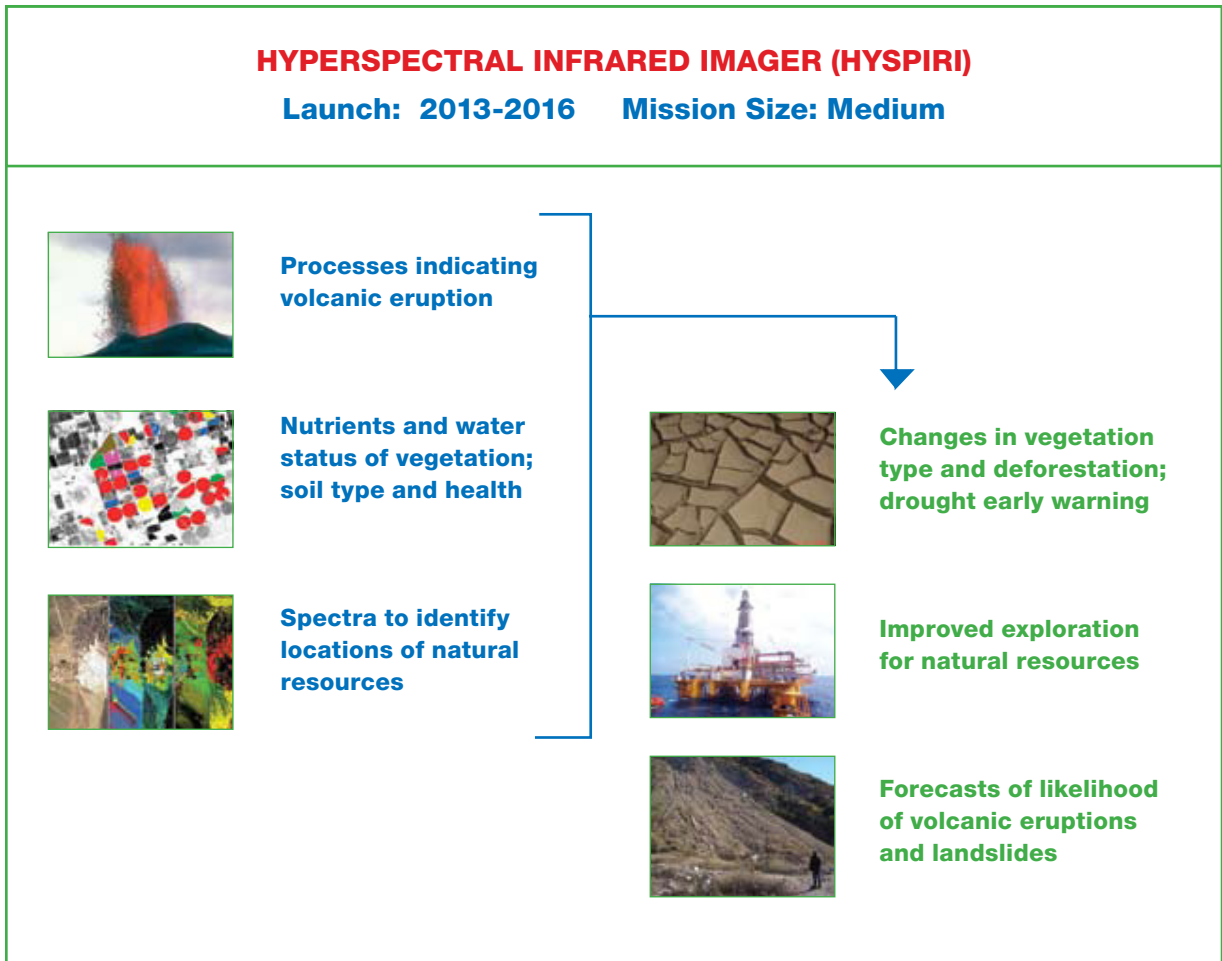 HYPERSPECTRAL INFRARED IMAGER (HYSPIRI)
Launch: 2013-2016 Mission Size: Medium
Processes indicating
volcanic eruption
Nutrients and water
status of vegetation;
soil type and health
Spectra to identify
locations of natural
resources
Changes in vegetation
type and deforestation;
drought early warning
Improved exploration
for natural resources
Forecasts of likelihood
of volcanic eruptions
and landslides